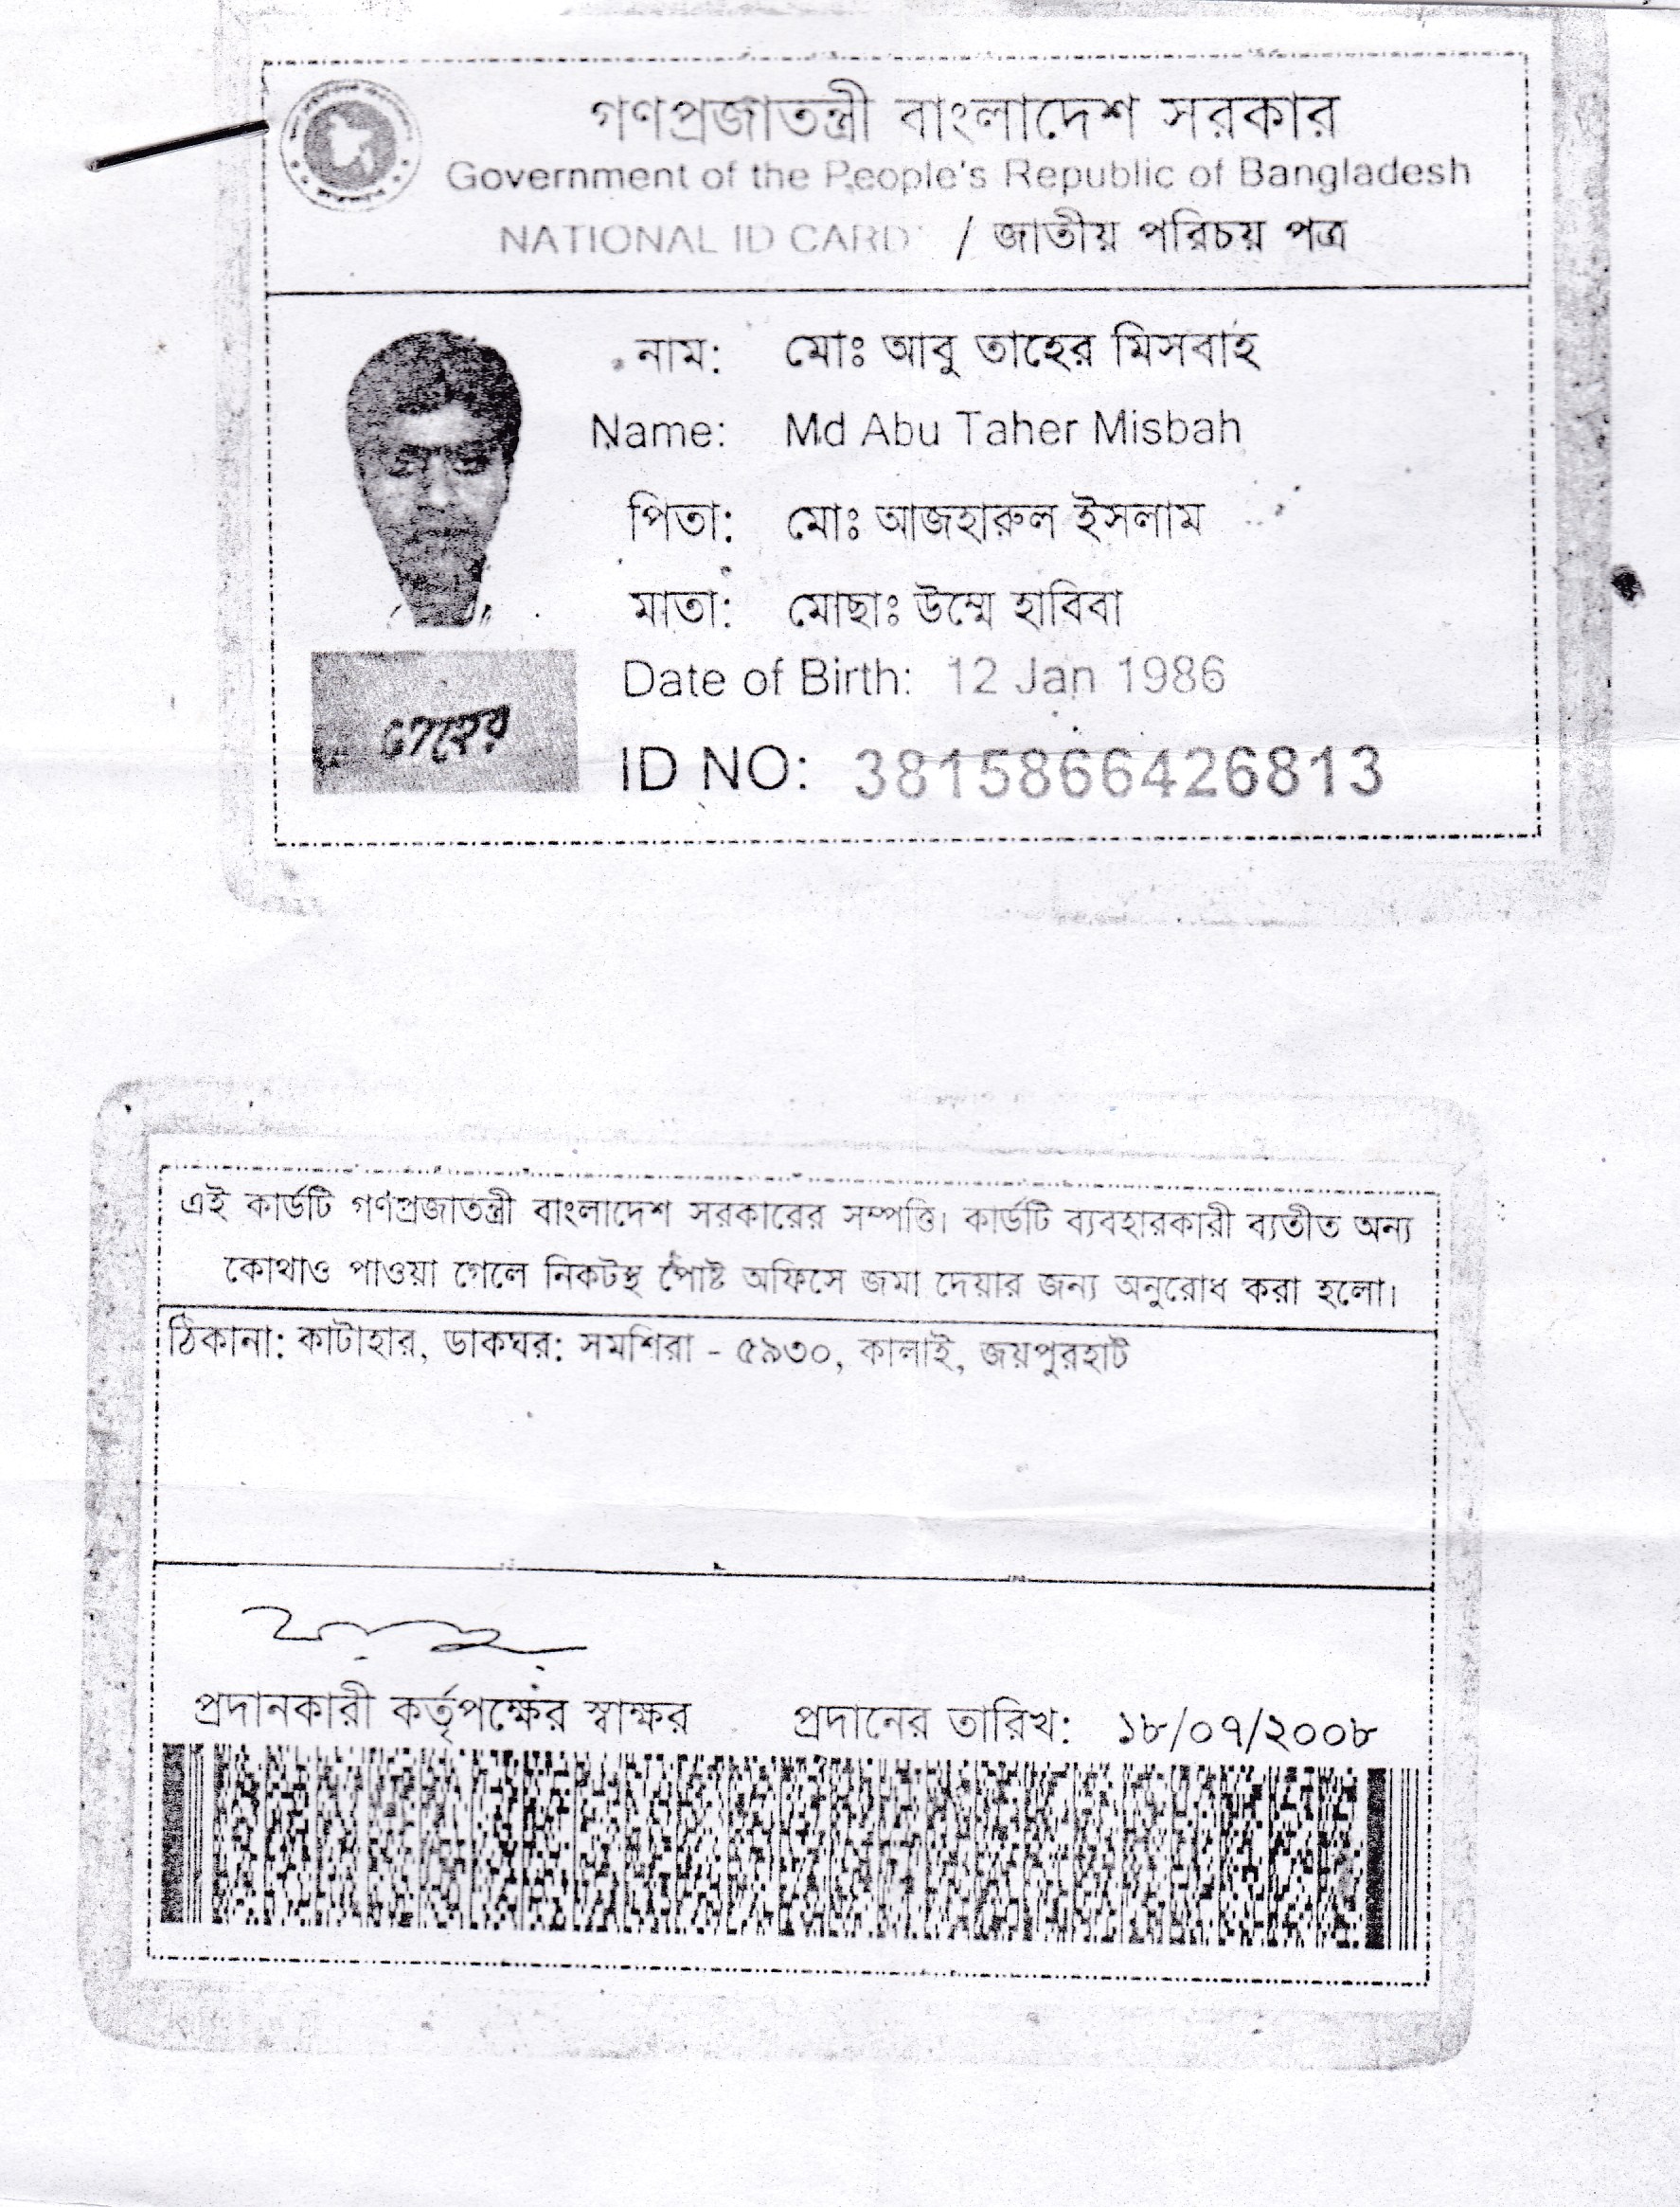 গণপ্রজাতন্ত্রী বাংলাদেশ সরকার
Government of the People's Republic of Bangladesh
NATIONAL ID CARD / জাতীয় পরিচয় পত্র
নাম: মোঃ আবু তাহের মিসবাহ
Name: Md Abu Taher Misbah
পিতা: মোঃ আজহারুল ইসলাম
মাতা: মোছাঃ উম্মে হাবিবা
Date of Birth: 12 Jan 1986
তাহের
ID NO: 3815866426813
এই কার্ডটি গণপ্রজাতন্ত্রী বাংলাদেশ সরকারের সম্পত্তি। কার্ডটি ব্যবহারকারী ব্যতীত অন্য
কোথাও পাওয়া গেলে নিকটস্থ পোষ্ট অফিসে জমা দেয়ার জন্য অনুরোধ করা হলো।
ঠিকানা: কাটাহার, ডাকঘর: সমশিরা - ৫৯৩০, কালাই, জয়পুরহাট
প্রদানকারী কর্তৃপক্ষের স্বাক্ষর প্রদানের তারিখ: ১৮/০৭/২০০৮